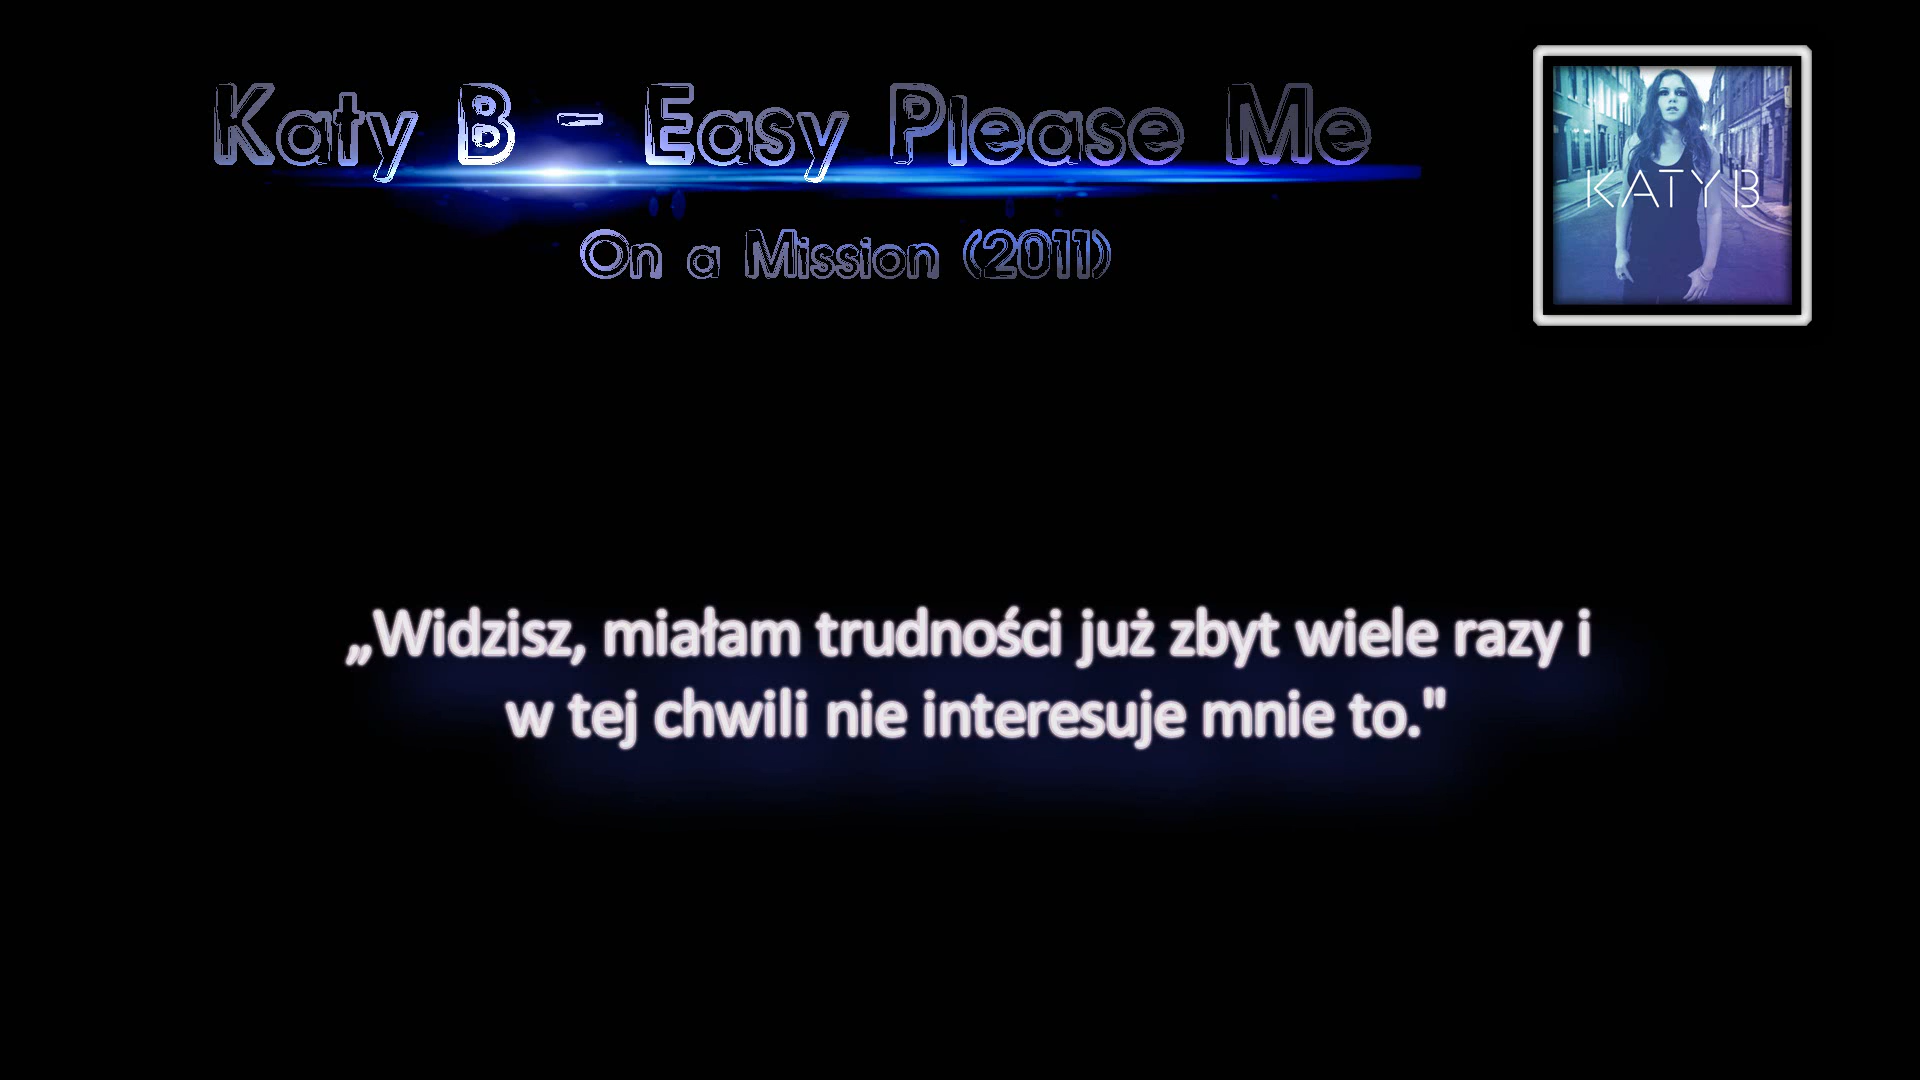 Katy B - Easy Please Me
On a Mission (2011)
KATY B
„Widzisz, miałam trudności już zbyt wiele razy i
w tej chwili nie interesuje mnie to."